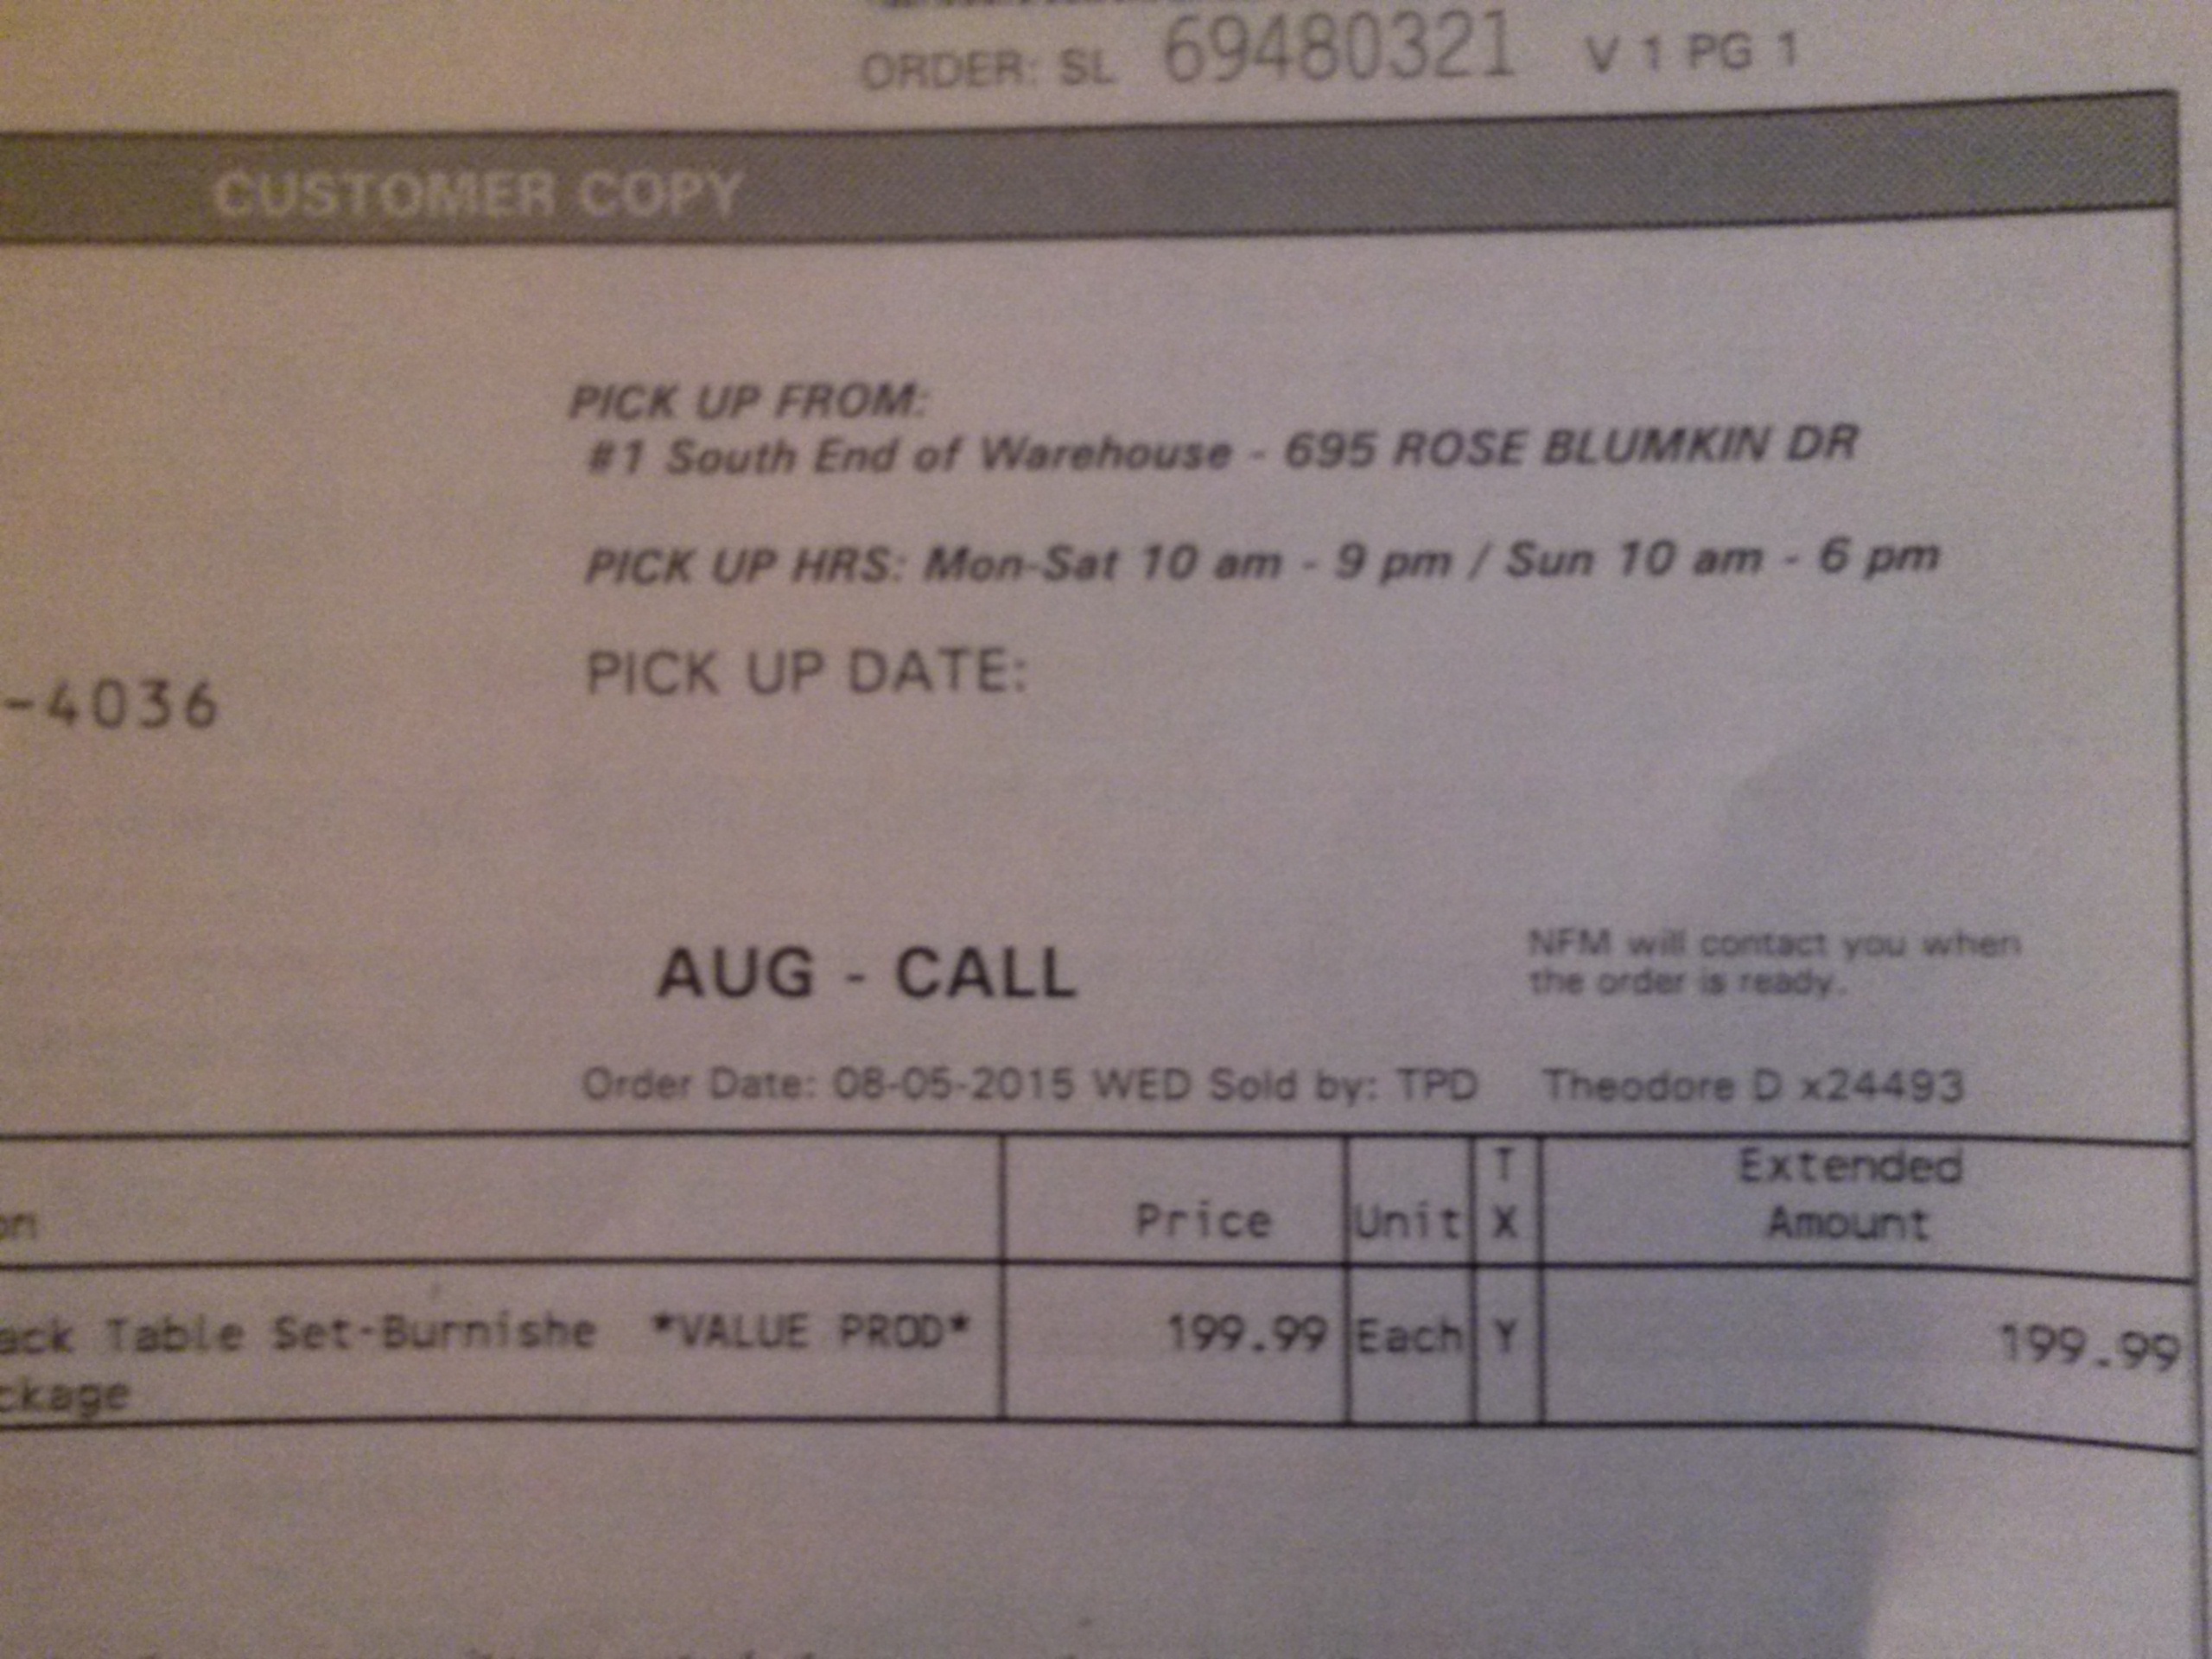 ORDER: SL 69480321 V 1 PG 1
CUSTOMER COPY
PICK UP FROM:
#1 South End of Warehouse - 695 ROSE BLUMKIN DR
PICK UP HRS: Mon-Sat 10 am - 9 pm / Sun 10 am - 6 pm
PICK UP DATE:
-4036
AUG - CALL
NFM will contact you when
the order is ready.
Order Date: 08-05-2015 WED Sold by: TPD Theodore D x24493
on Price Unit TX Extended
Amount
ack Table Set-Burnishe *VALUE PROD* 199.99 Each Y 199.99
ckage